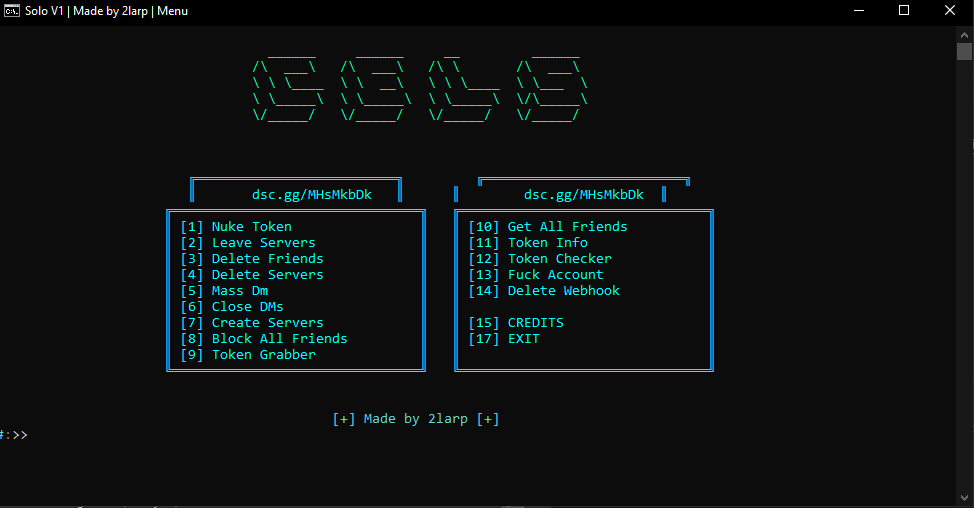 Solo V1 | Made by 2larp | Menu
dsc.gg/MHsMkbDk
[1] Nuke Token
[2] Leave Servers
[3] Delete Friends
[4] Delete Servers
[5] Mass Dm
[6] Close DMs
[7] Create Servers
[8] Block All Friends
[9] Token Grabber
dsc.gg/MHsMkbDk
[10] Get All Friends
[11] Token Info
[12] Token Checker
[13] Fuck Account
[14] Delete Webhook
[15] CREDITS
[17] EXIT
[+] Made by 2larp [+]
#:>>